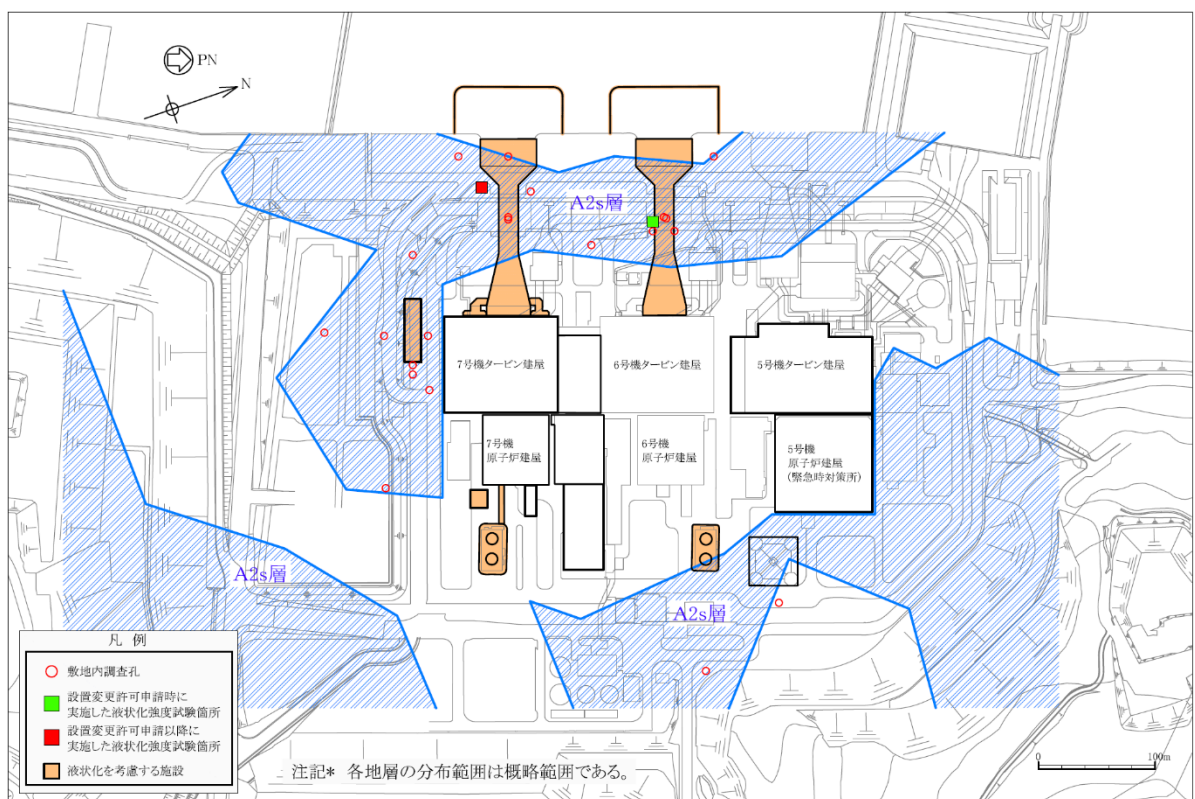 PN
N
A2s層
7号機タービン建屋
6号機タービン建屋
5号機タービン建屋
7号機
原子炉建屋
6号機
原子炉建屋
5号機
原子炉建屋
(緊急時対策所)
A2s層
A2s層
凡 例
敷地内調査孔
設置変更許可申請時に
実施した液状化強度試験箇所
設置変更許可申請以降に
実施した液状化強度試験箇所
液状化を考慮する施設
注記* 各地層の分布範囲は概略範囲である。
0 100m